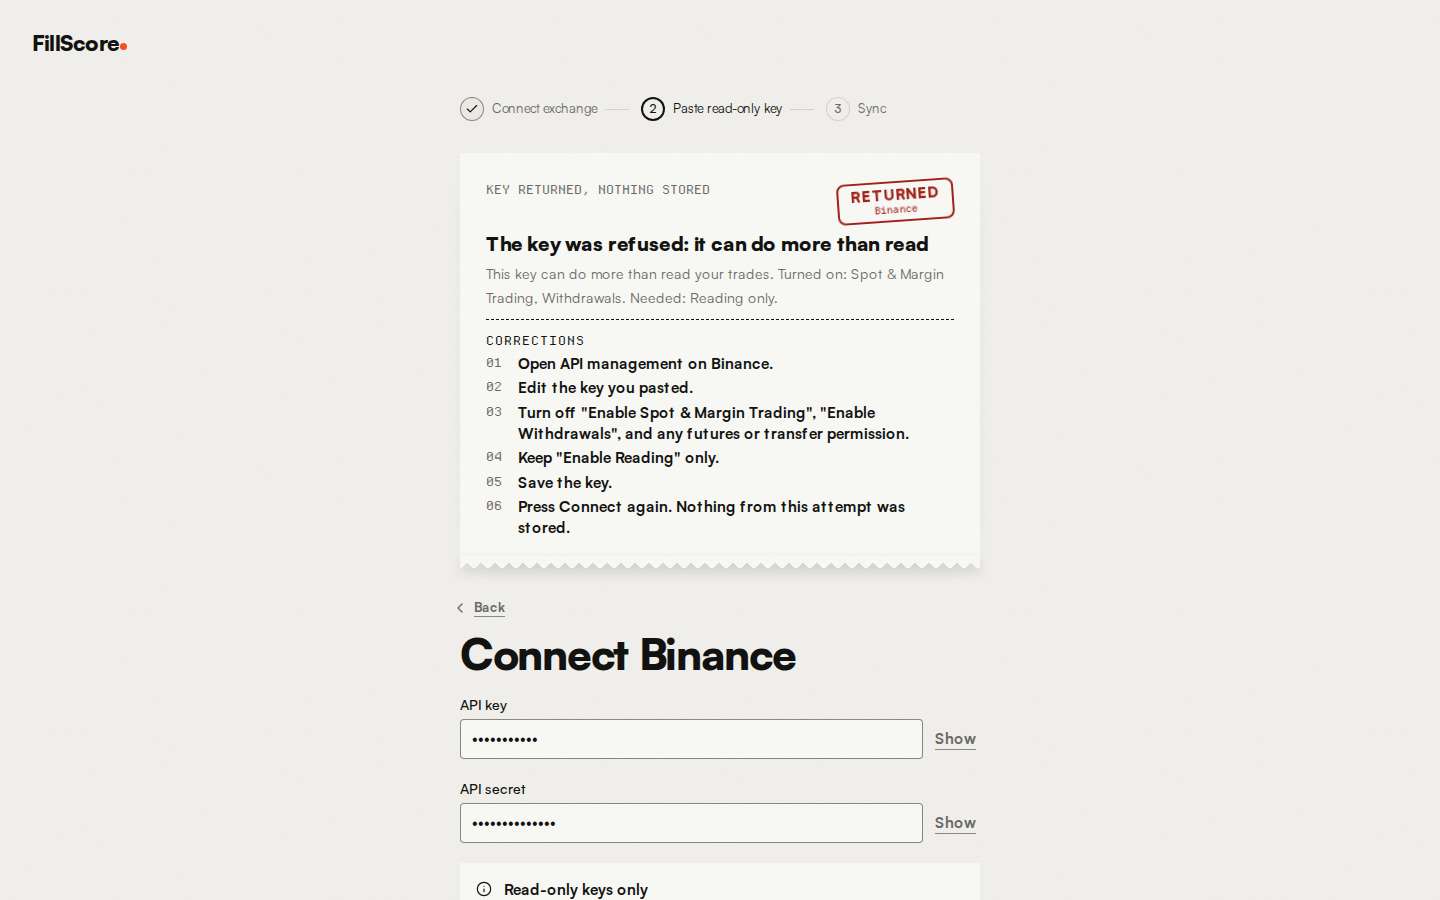 FillScore
Connect exchange
2 Paste read-only key
3 Sync
KEY RETURNED, NOTHING STORED
RETURNED
Binance
The key was refused: it can do more than read
This key can do more than read your trades. Turned on: Spot & Margin
Trading, Withdrawals. Needed: Reading only.
CORRECTIONS
01 Open API management on Binance.
02 Edit the key you pasted.
03 Turn off "Enable Spot & Margin Trading", "Enable
Withdrawals", and any futures or transfer permission.
04 Keep "Enable Reading" only.
05 Save the key.
06 Press Connect again. Nothing from this attempt was
stored.
Back
Connect Binance
API key
••••••••••• Show
API secret
•••••••••••••• Show
Read-only keys only